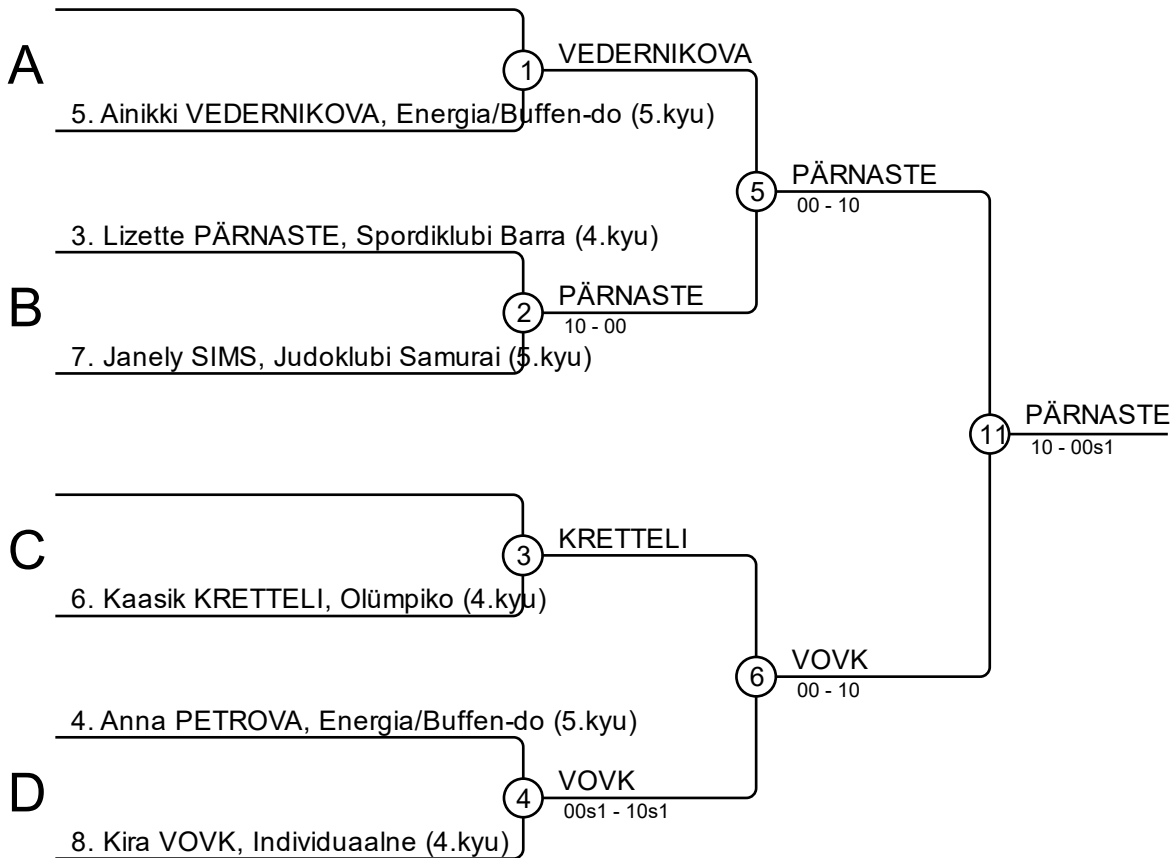 A
1
VEDERNIKOVA
5. Ainikki VEDERNIKOVA, Energia/Buffen-do (5.kyu)
5
PÄRNASTE
00 - 10
3. Lizette PÄRNASTE, Spordiklubi Barra (4.kyu)
B
2
PÄRNASTE
10 - 00
7. Janely SIMS, Judoklubi Samurai (5.kyu)
11
PÄRNASTE
10 - 00s1
C
3
KRETTELI
6. Kaasik KRETTELI, Olümpiko (4.kyu)
6
VOVK
00 - 10
4. Anna PETROVA, Energia/Buffen-do (5.kyu)
D
4
VOVK
00s1 - 10s1
8. Kira VOVK, Individuaalne (4.kyu)